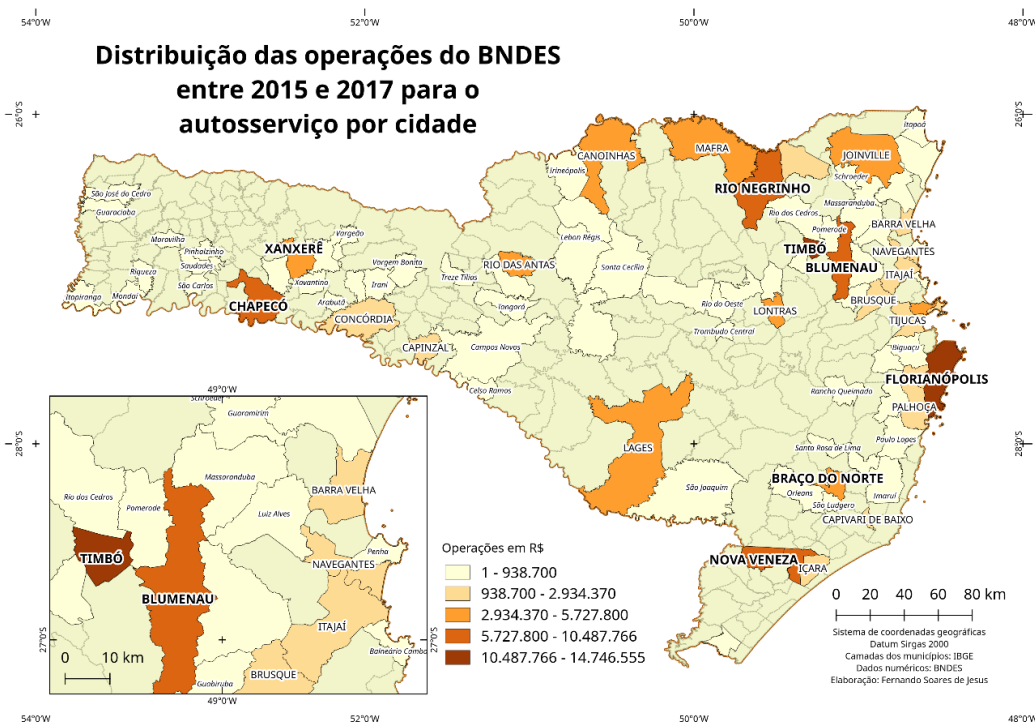 54°0'W
52°0'W
50°0'W
48°0'W
Distribuição das operações do BNDES
entre 2015 e 2017 para o
autosserviço por cidade
26°0'S
26°0'S
Itapoá
CANOINHAS
MAFRA
JOINVILLE
Irineópolis
Schroeder
RIO NEGRINHO
São José do Cedro
Guaraciaba
Massaranduba
Rio dos Cedros
BARRA VELHA
Pomerode
Vargeão
Maravilha
Lebon Régis
XANXERÊ
TIMBÓ
NAVEGANTES
Pinhalzinho
Saudades
Vargem Bonito
RIO DAS ANTAS
Santa Cecília
BLUMENAU
Riqueza
ITAJAÍ
Treze Tílias
São Carlos
Xavantina
Irani
Itapiranga
Mondaí
CHAPECÓ
Arabutã
Ibicaré
BRUSQUE
Rio do Oeste
LONTRAS
CONCÓRDIA
TIJUCAS
Trombudo Central
CAPINZAL
Campos Novos
Biguaçu
FLORIANÓPOLIS
Celso Ramos
Rancho Queimado
PALHOÇA
28°0'S
28°0'S
LAGES
Paulo Lopes
Santa Rosa de Lima
BRAÇO DO NORTE
São Joaquim
Orleans
Imaruí
São Ludgero
CAPIVARI DE BAIXO
NOVA VENEZA
IÇARA
49°0'W
Schroeder
Guaramirim
Massaranduba
BARRA VELHA
Rio dos Cedros
Pomerode
Luiz Alves
Penha
TIMBÓ
NAVEGANTES
BLUMENAU
ITAJAÍ
27°0'S
27°0'S
Balneário Cambo
0 10 km
BRUSQUE
Guabiruba
49°0'W
Operações em R$
1 - 938.700
938.700 - 2.934.370
2.934.370 - 5.727.800
5.727.800 - 10.487.766
10.487.766 - 14.746.555
0 20 40 60 80 km
Sistema de coordenadas geográficas
Datum Sirgas 2000
Camadas dos municípios: IBGE
Dados numéricos: BNDES
Elaboração: Fernando Soares de Jesus
54°0'W
52°0'W
50°0'W
48°0'W